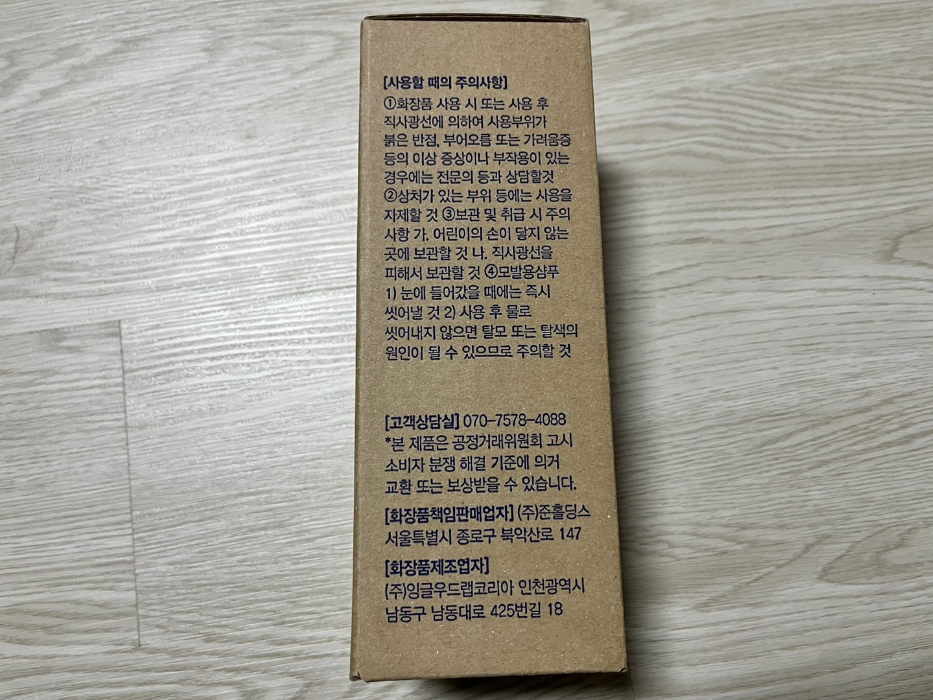 [사용할 때의 주의사항]
①화장품 사용 시 또는 사용 후
직사광선에 의하여 사용부위가
붉은 반점, 부어오름 또는 가려움증
등의 이상 증상이나 부작용이 있는
경우에는 전문의 등과 상담할것
②상처가 있는 부위 등에는 사용을
자제할 것 ③보관 및 취급 시 주의
사항 가. 어린이의 손이 닿지 않는
곳에 보관할 것 나. 직사광선을
피해서 보관할 것 ④모발용샴푸
1) 눈에 들어갔을 때에는 즉시
씻어낼 것 2) 사용 후 물로
씻어내지 않으면 탈모 또는 탈색의
원인이 될 수 있으므로 주의할 것
[고객상담실] 070-7578-4088
*본 제품은 공정거래위원회 고시
소비자 분쟁 해결 기준에 의거
교환 또는 보상받을 수 있습니다.
[화장품책임판매업자] (주)준홀딩스
서울특별시 종로구 북악산로 147
[화장품제조업자]
(주)잉글우드랩코리아 인천광역시
남동구 남동대로 425번길 18